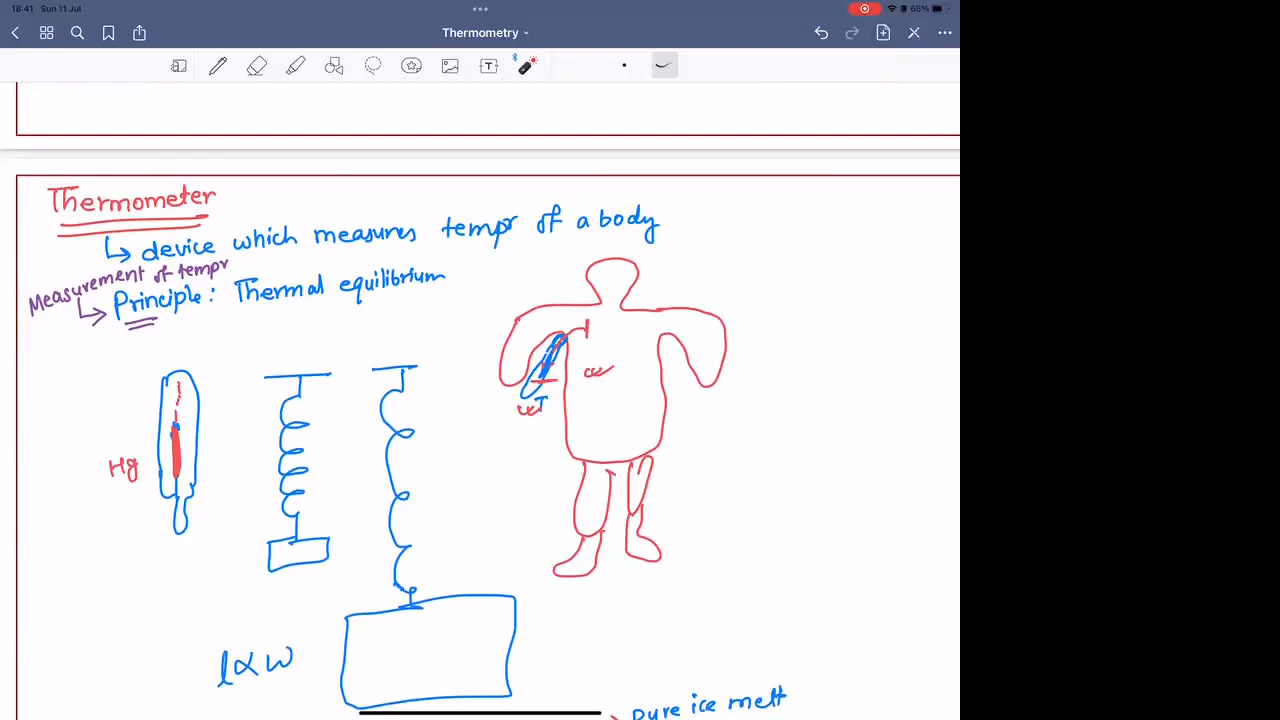 18:41 Sun 11 Jul
65%
Thermometry
T
Thermometer
↳ device which measures tempr of a body
Measurement of tempr
↳ Principle: Thermal equilibrium
T
Hg
l∝w
pure ice melt